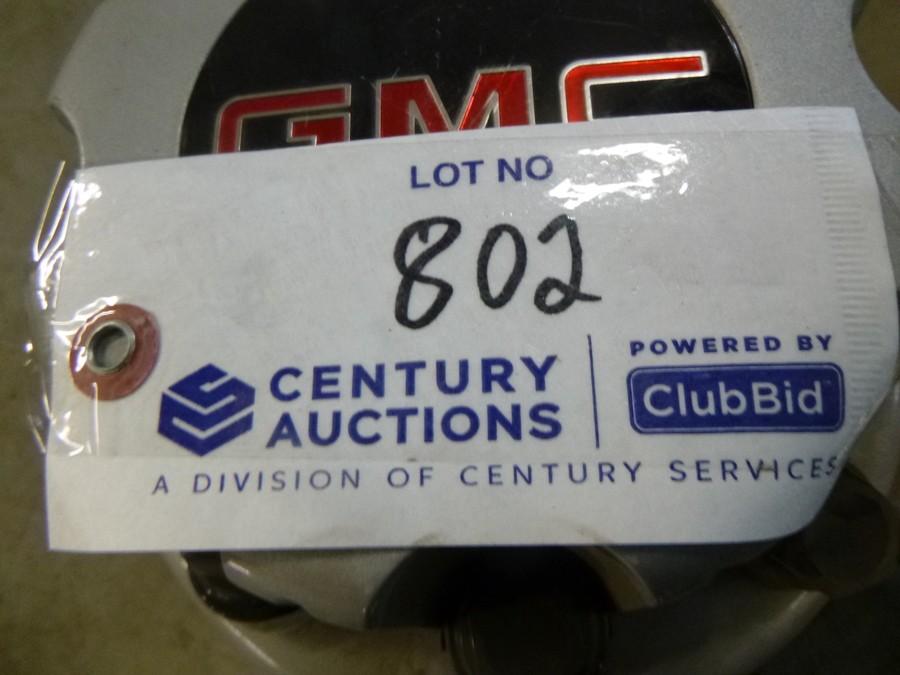 GMC
LOT NO
802
CENTURY
AUCTIONS
POWERED BY
ClubBid
A DIVISION OF CENTURY SERVICES